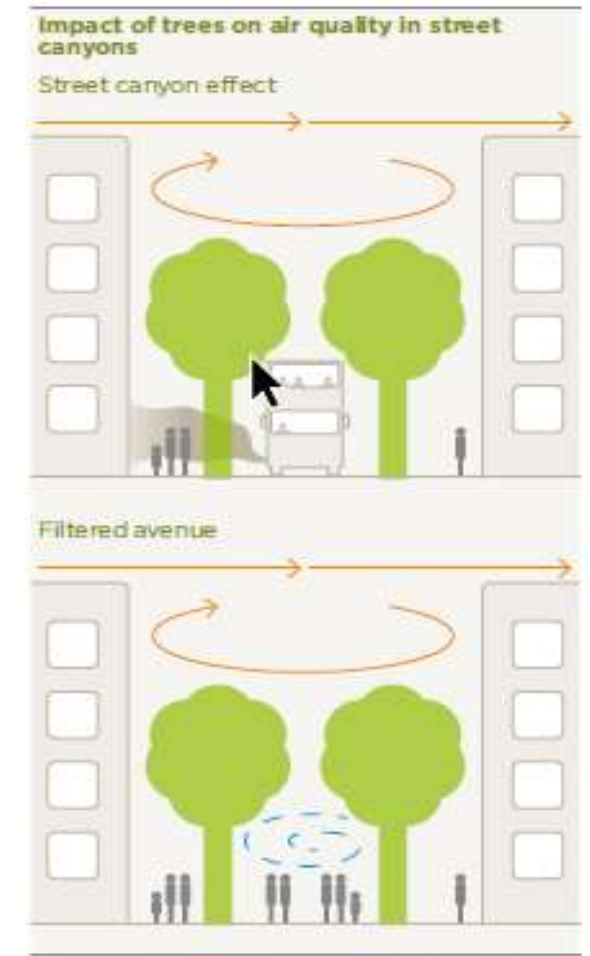 Impact of trees on air quality in street
canyons
Street canyon effect
Filtered avenue